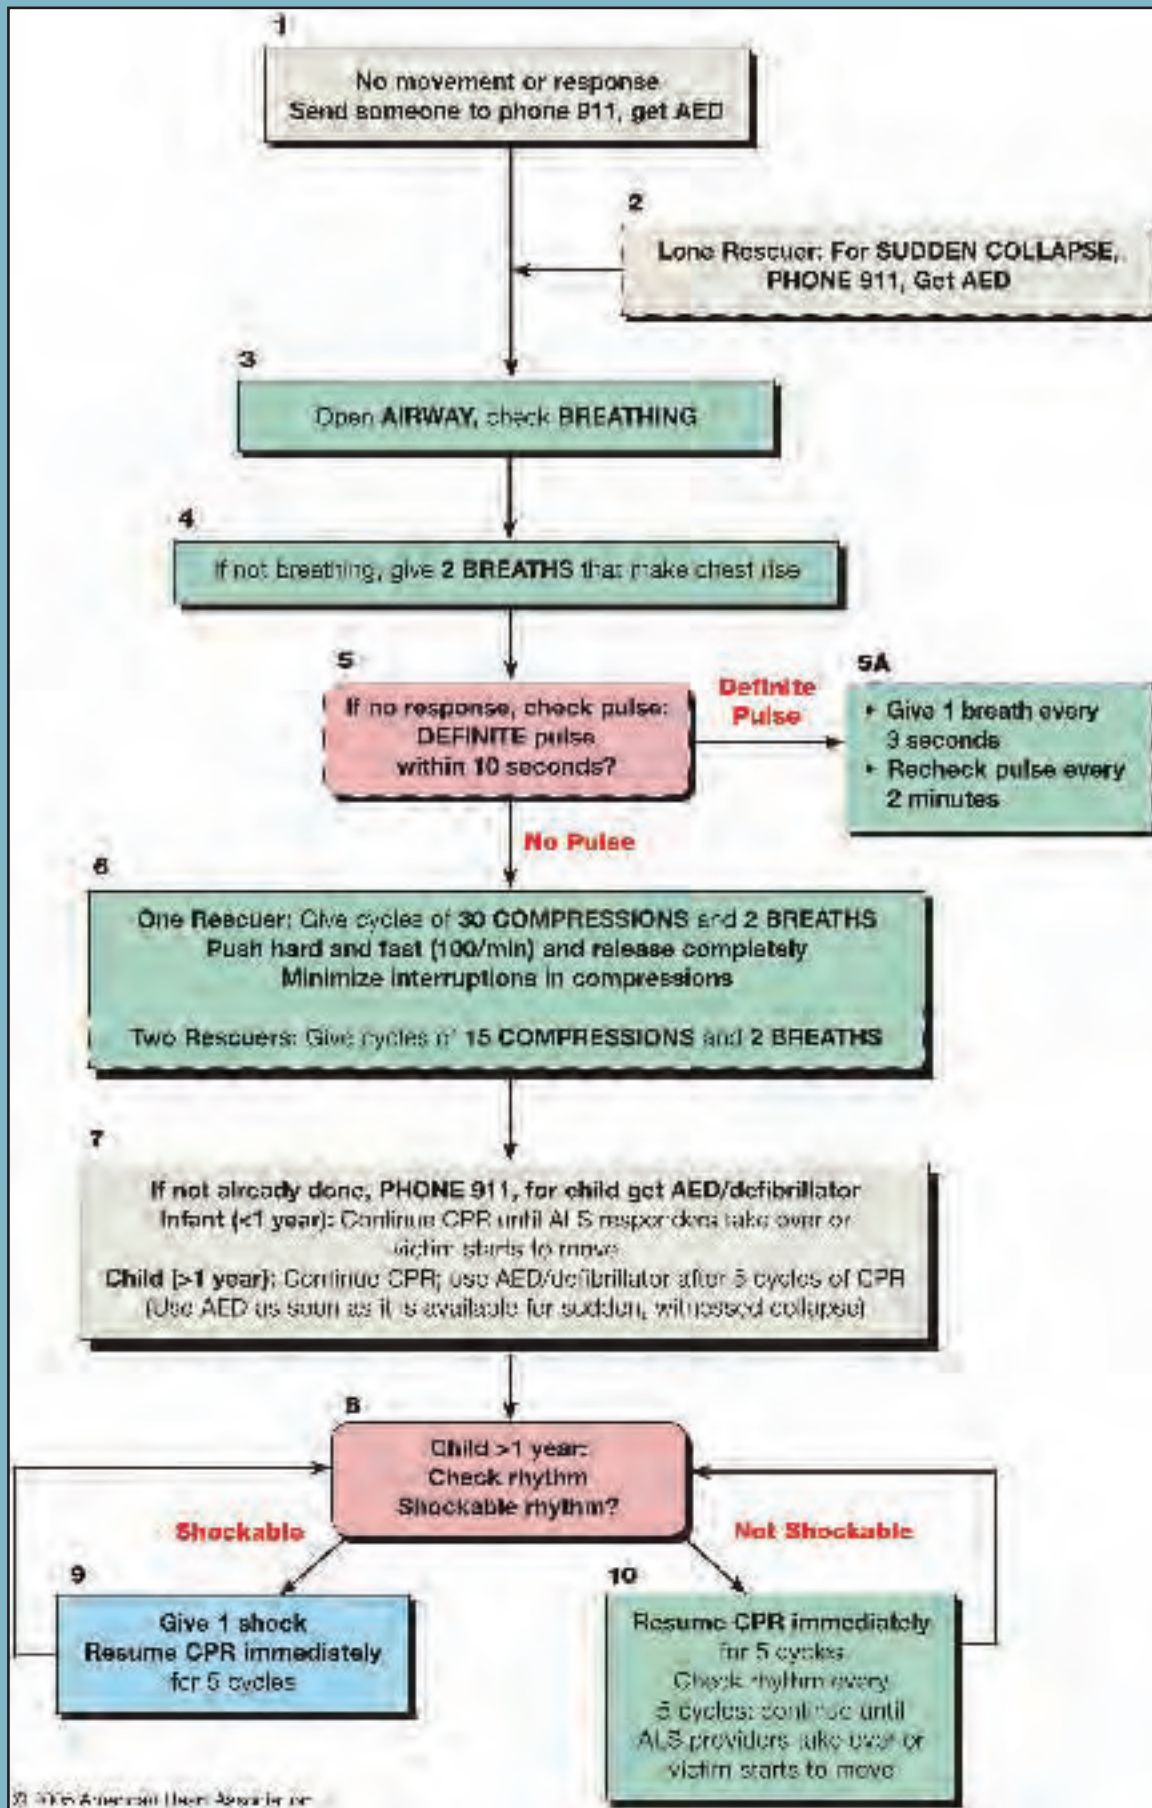 1
No movement or response
Send someone to phone 911, get AED
2
Lone Rescuer: For SUDDEN COLLAPSE,
PHONE 911, Get AED
3
Open AIRWAY, check BREATHING
4
If not breathing, give 2 BREATHS that make chest rise
5
If no response, check pulse:
DEFINITE pulse
within 10 seconds?
Definite
Pulse
5A
• Give 1 breath every
3 seconds
• Recheck pulse every
2 minutes
No Pulse
6
One Rescuer: Give cycles of 30 COMPRESSIONS and 2 BREATHS
Push hard and fast (100/min) and release completely
Minimize interruptions in compressions
Two Rescuers: Give cycles of 15 COMPRESSIONS and 2 BREATHS
7
If not already done, PHONE 911, for child get AED/defibrillator
Infant (<1 year): Continue CPR until ALS responders take over or
victim starts to move
Child (>1 year): Continue CPR; use AED/defibrillator after 5 cycles of CPR
(Use AED as soon as it is available for sudden, witnessed collapse)
8
Child >1 year:
Check rhythm
Shockable rhythm?
Shockable
Not Shockable
9
Give 1 shock
Resume CPR immediately
for 5 cycles
10
Resume CPR immediately
for 5 cycles
Check rhythm every
5 cycles; continue until
ALS providers take over or
victim starts to move
© 2005 American Heart Association